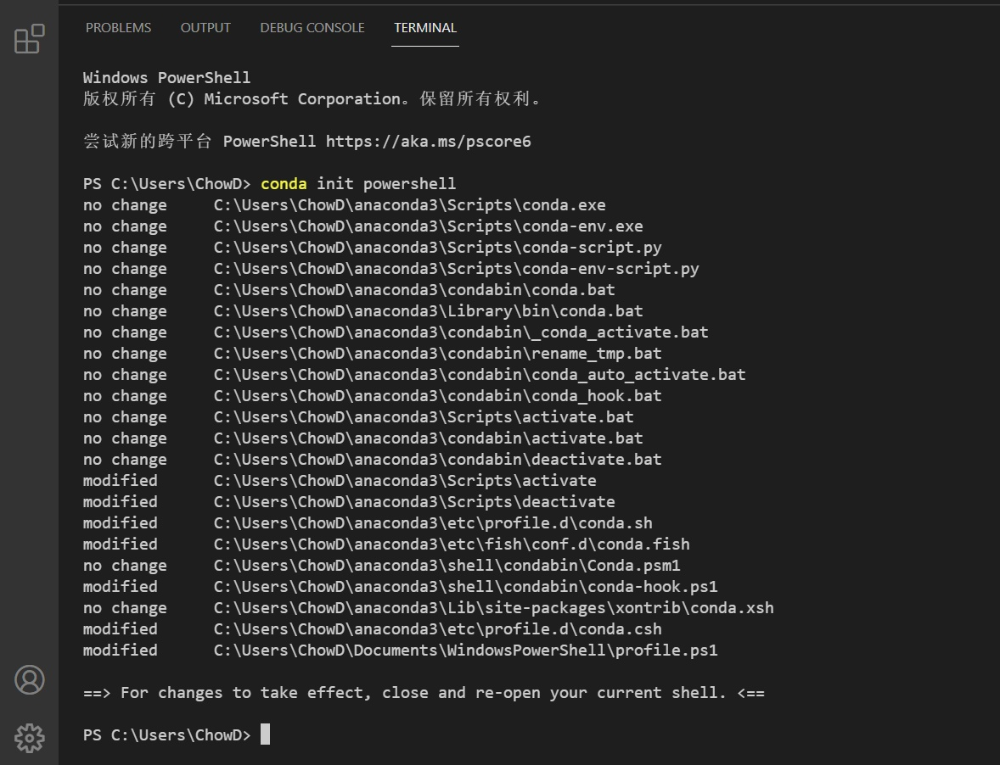 PROBLEMS OUTPUT DEBUG CONSOLE TERMINAL
Windows PowerShell
版权所有 (C) Microsoft Corporation。保留所有权利。
尝试新的跨平台 PowerShell https://aka.ms/pscore6
PS C:\Users\ChowD> conda init powershell
no change     C:\Users\ChowD\anaconda3\Scripts\conda.exe
no change     C:\Users\ChowD\anaconda3\Scripts\conda-env.exe
no change     C:\Users\ChowD\anaconda3\Scripts\conda-script.py
no change     C:\Users\ChowD\anaconda3\Scripts\conda-env-script.py
no change     C:\Users\ChowD\anaconda3\condabin\conda.bat
no change     C:\Users\ChowD\anaconda3\Library\bin\conda.bat
no change     C:\Users\ChowD\anaconda3\condabin\_conda_activate.bat
no change     C:\Users\ChowD\anaconda3\condabin\rename_tmp.bat
no change     C:\Users\ChowD\anaconda3\condabin\conda_auto_activate.bat
no change     C:\Users\ChowD\anaconda3\condabin\conda_hook.bat
no change     C:\Users\ChowD\anaconda3\Scripts\activate.bat
no change     C:\Users\ChowD\anaconda3\condabin\activate.bat
no change     C:\Users\ChowD\anaconda3\condabin\deactivate.bat
modified      C:\Users\ChowD\anaconda3\Scripts\activate
modified      C:\Users\ChowD\anaconda3\Scripts\deactivate
modified      C:\Users\ChowD\anaconda3\etc\profile.d\conda.sh
modified      C:\Users\ChowD\anaconda3\etc\fish\conf.d\conda.fish
no change     C:\Users\ChowD\anaconda3\shell\condabin\Conda.psm1
modified      C:\Users\ChowD\anaconda3\shell\condabin\conda-hook.ps1
no change     C:\Users\ChowD\anaconda3\Lib\site-packages\xontrib\conda.xsh
modified      C:\Users\ChowD\anaconda3\etc\profile.d\conda.csh
modified      C:\Users\ChowD\Documents\WindowsPowerShell\profile.ps1
==> For changes to take effect, close and re-open your current shell. <==
PS C:\Users\ChowD>